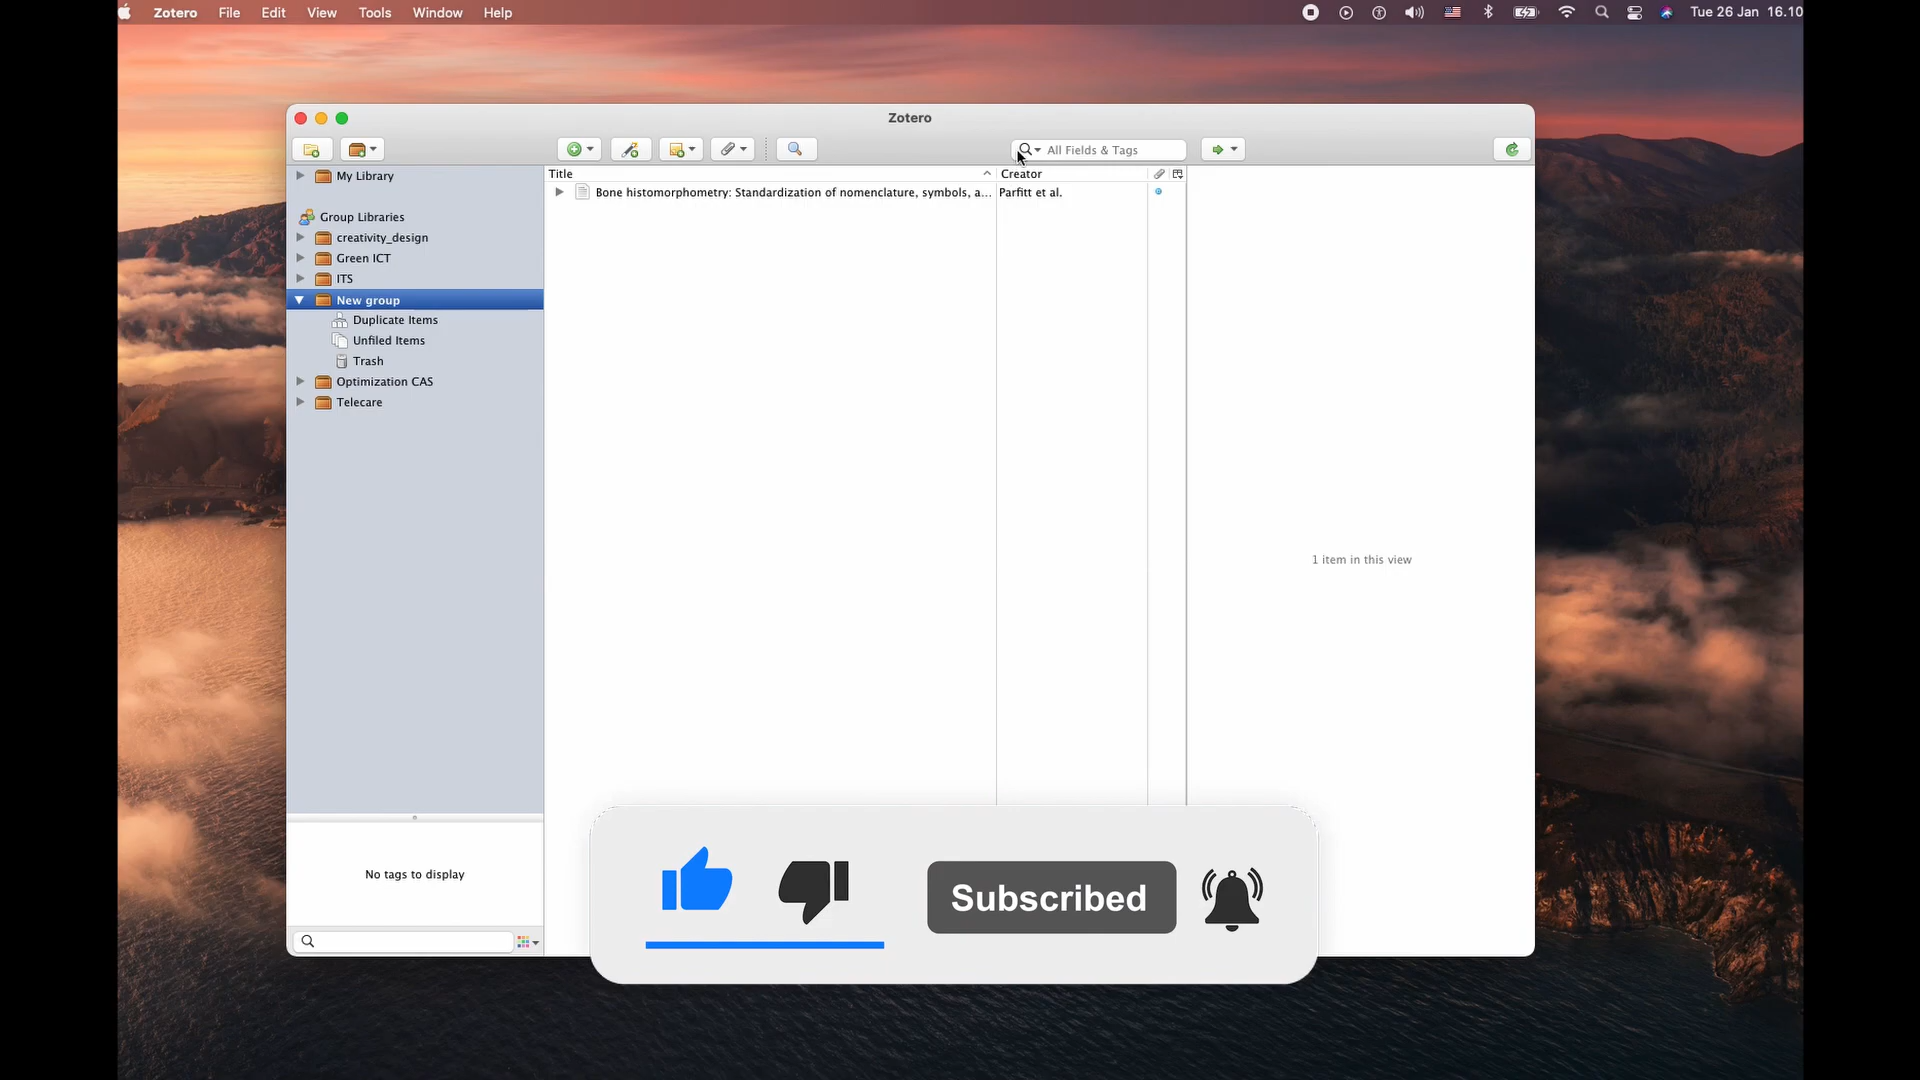 Zotero File Edit View Tools Window Help Tue 26 Jan 16.10
Zotero
All Fields & Tags
My Library
Group Libraries
creativity_design
Green ICT
ITS
New group
Duplicate Items
Unfiled Items
Trash
Optimization CAS
Telecare
No tags to display
Title Creator
Bone histomorphometry: Standardization of nomenclature, symbols, a... Parfitt et al.
1 item in this view
Subscribed